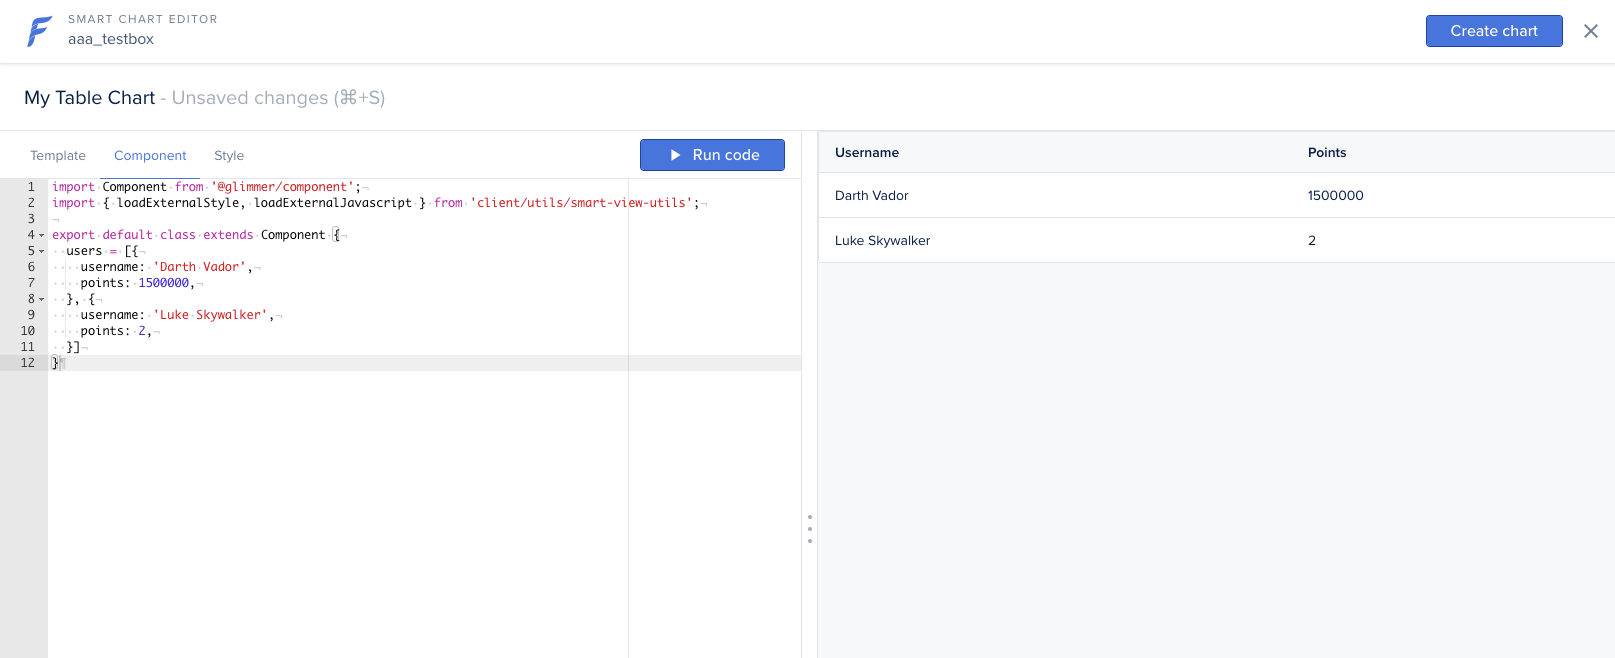 SMART CHART EDITOR
aaa_testbox
Create chart
My Table Chart - Unsaved changes (⌘+S)
Template Component Style
Run code
1 import Component from '@glimmer/component';
2 import { loadExternalStyle, loadExternalJavascript } from 'client/utils/smart-view-utils';
3
4 export default class extends Component {
5 users = [{
6 username: 'Darth Vador',
7 points: 1500000,
8 }, {
9 username: 'Luke Skywalker',
10 points: 2,
11 }]
12 }
Username Points
Darth Vador 1500000
Luke Skywalker 2